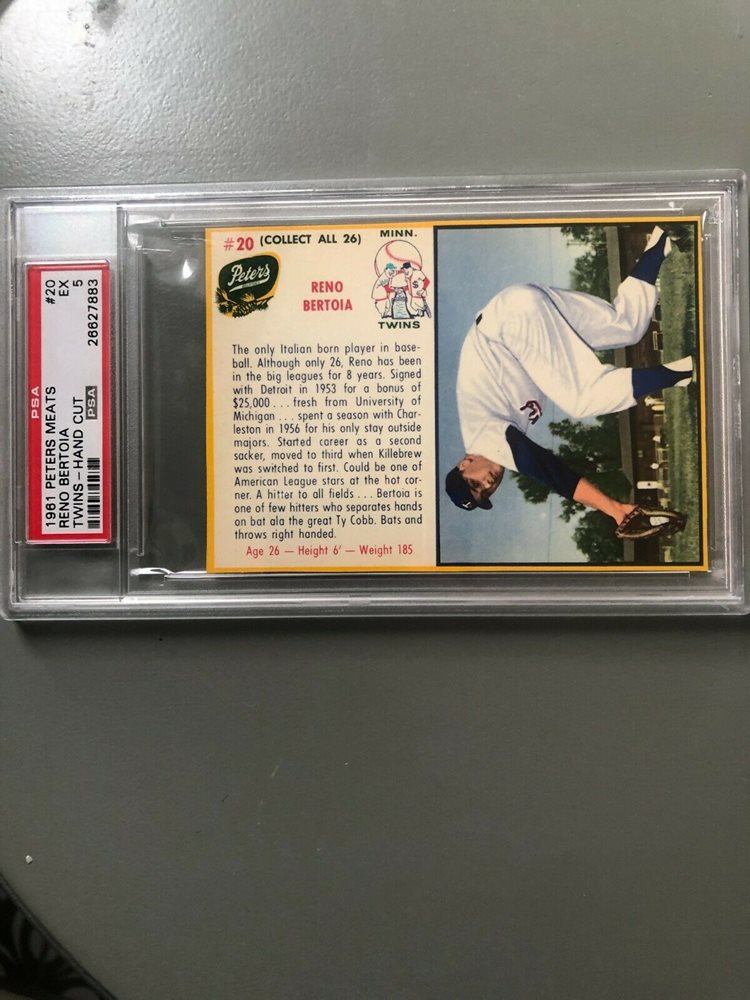 1961 PETERS MEATS #20
RENO BERTOIA EX
TWINS-HAND CUT 5
PSA 26627883
PSA
#20 (COLLECT ALL 26)
Peter's
RENO
BERTOIA
MINN.
TWINS
The only Italian born player in base-
ball. Although only 26, Reno has been
in the big leagues for 8 years. Signed
with Detroit in 1953 for a bonus of
$25,000 . . . fresh from University of
Michigan . . . spent a season with Char-
leston in 1956 for his only stay outside
majors. Started career as a second
sacker, moved to third when Killebrew
was switched to first. Could be one of
American League stars at the hot cor-
ner. A hitter to all fields . . . Bertoia is
one of few hitters who separates hands
on bat ala the great Ty Cobb. Bats and
throws right handed.
Age 26 — Height 6' — Weight 185